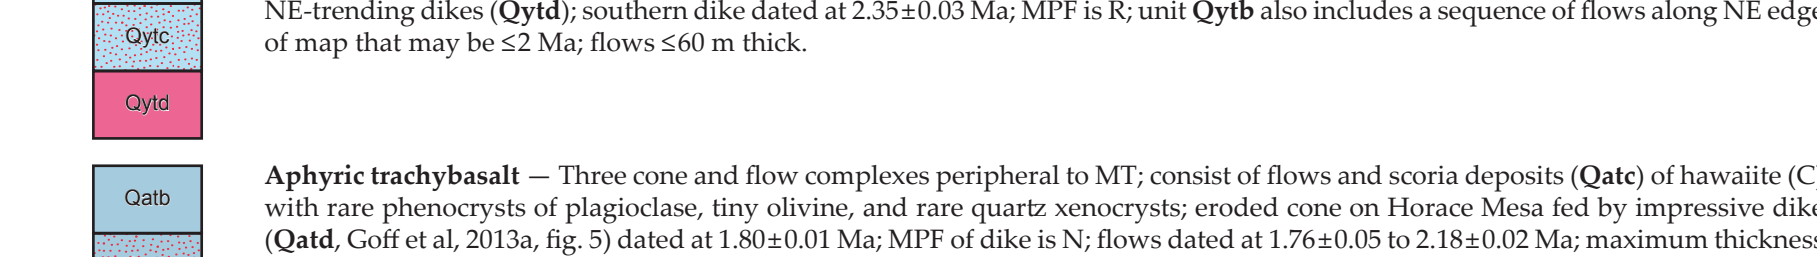 NE-trending dikes (Qytd); southern dike dated at 2.35±0.03 Ma; MPF is R; unit Qytb also includes a sequence of flows along NE edge
Qytc
of map that may be ≤2 Ma; flows ≤60 m thick.
Qytd
Aphyric trachybasalt — Three cone and flow complexes peripheral to MT; consist of flows and scoria deposits (Qatc) of hawaiite (C)
Qatb
with rare phenocrysts of plagioclase, tiny olivine, and rare quartz xenocrysts; eroded cone on Horace Mesa fed by impressive dike
(Qatd, Goff et al, 2013a, fig. 5) dated at 1.80±0.01 Ma; MPF of dike is N; flows dated at 1.76±0.05 to 2.18±0.02 Ma; maximum thickness